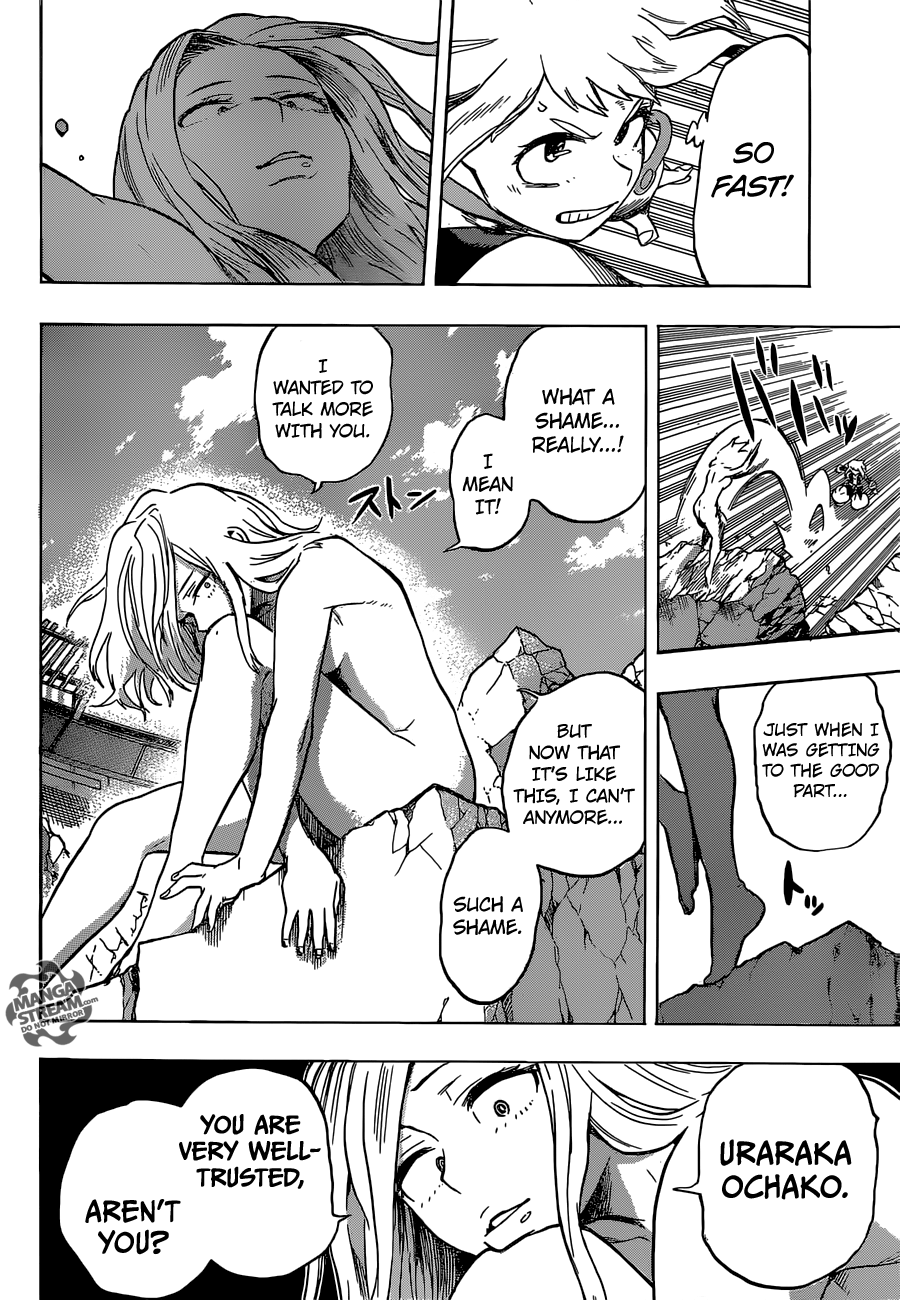 SO
FAST!
JUST WHEN I
WAS GETTING
TO THE GOOD
PART...
トッ
WHAT A
SHAME...
REALLY...!
I
MEAN
IT!
I
WANTED TO
TALK MORE
WITH YOU.
ストン
BUT
NOW THAT
IT'S LIKE
THIS, I CAN'T
ANYMORE...
SUCH A
SHAME.
MANGA
STREAM.com
DO NOT MIRROR
URARAKA
OCHAKO.
YOU ARE
VERY WELL-
TRUSTED,
AREN'T
YOU?